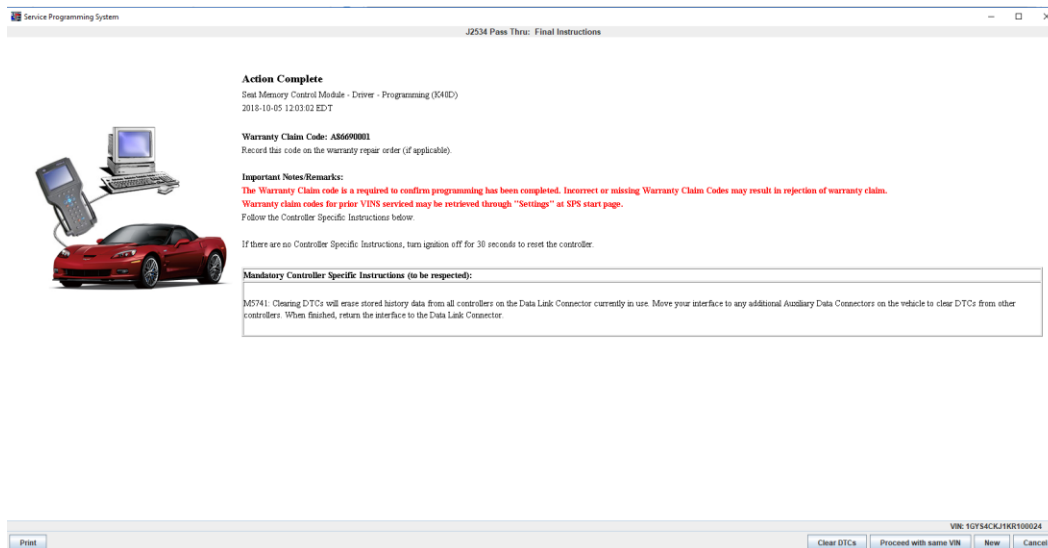 Service Programming System
J2534 Pass Thru: Final Instructions
Action Complete
Seat Memory Control Module - Driver - Programming (K40D)
2018-10-05 12:03:02 EDT
Warranty Claim Code: A86690001
Record this code on the warranty repair order (if applicable).
Important Notes/Remarks:
The Warranty Claim code is a required to confirm programming has been completed. Incorrect or missing Warranty Claim Codes may result in rejection of warranty claim.
Warranty claim codes for prior VINS serviced may be retrieved through "Settings" at SPS start page.
Follow the Controller Specific Instructions below.
If there are no Controller Specific Instructions, turn ignition off for 30 seconds to reset the controller.
Mandatory Controller Specific Instructions (to be respected):
M5741: Clearing DTCs will erase stored history data from all controllers on the Data Link Connector currently in use. Move your interface to any additional Auxiliary Data Connectors on the vehicle to clear DTCs from other
controllers. When finished, return the interface to the Data Link Connector.
VIN: 1GYS4CKJ1KR100024
Print
Clear DTCs
Proceed with same VIN
New
Cancel